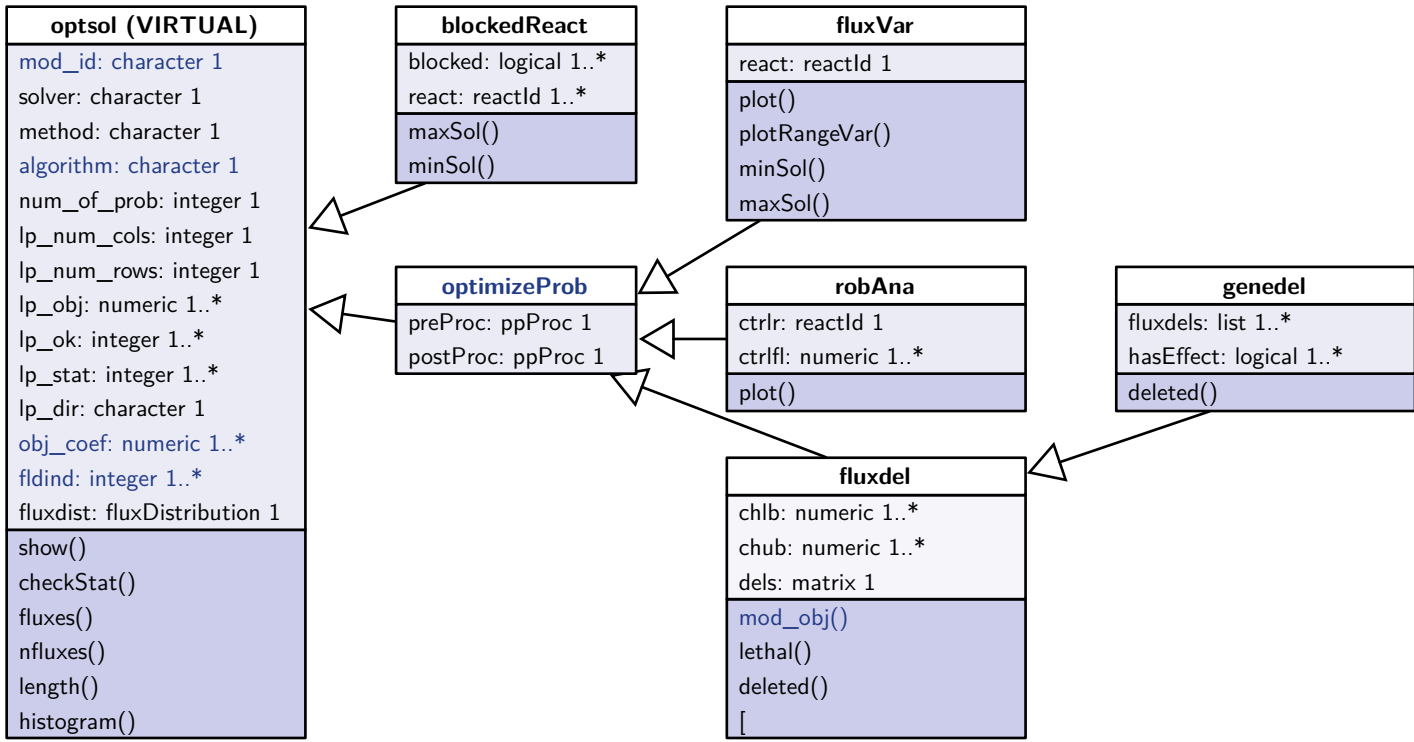 optsol (VIRTUAL)
mod_id: character 1
solver: character 1
method: character 1
algorithm: character 1
num_of_prob: integer 1
lp_num_cols: integer 1
lp_num_rows: integer 1
lp_obj: numeric 1..*
lp_ok: integer 1..*
lp_stat: integer 1..*
lp_dir: character 1
obj_coef: numeric 1..*
fldind: integer 1..*
fluxdist: fluxDistribution 1
show()
checkStat()
fluxes()
nfluxes()
length()
histogram()
blockedReact
blocked: logical 1..*
react: reactId 1..*
maxSol()
minSol()
optimizeProb
preProc: ppProc 1
postProc: ppProc 1
fluxVar
react: reactId 1
plot()
plotRangeVar()
minSol()
maxSol()
robAna
ctrlr: reactId 1
ctrlfl: numeric 1..*
plot()
fluxdel
chlb: numeric 1..*
chub: numeric 1..*
dels: matrix 1
mod_obj()
lethal()
deleted()
[
genedel
fluxdels: list 1..*
hasEffect: logical 1..*
deleted()